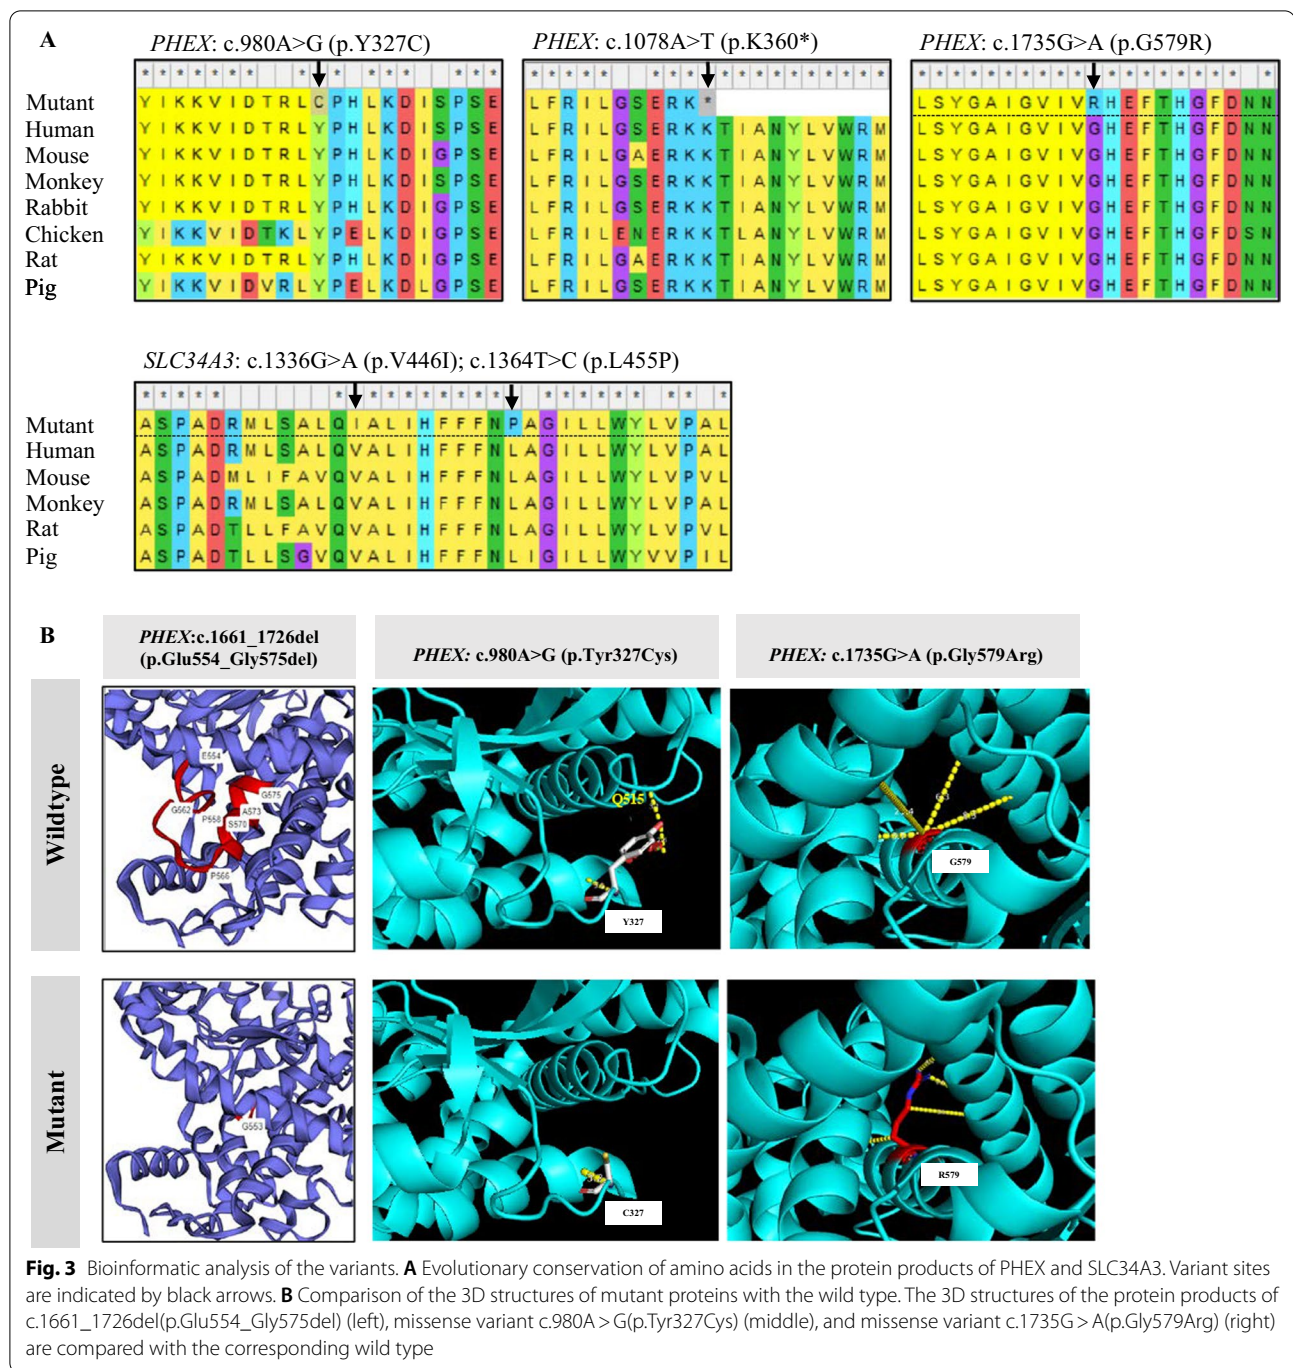 A
PHEX: c.980A>G (p.Y327C)
PHEX: c.1078A>T (p.K360*)
PHEX: c.1735G>A (p.G579R)
Mutant Y I K K V I D T R L C P H L K D I S P S E
Human Y I K K V I D T R L Y P H L K D I S P S E
Mouse Y I K K V I D T R L Y P H L K D I G P S E
Monkey Y I K K V I D T R L Y P H L K D I S P S E
Rabbit Y I K K V I D T R L Y P H L K D I G P S E
Chicken Y I K K V I D T K L Y P E L K D I G P S E
Rat Y I K K V I D T R L Y P H L K D I G P S E
Pig Y I K K V I D V R L Y P E L K D L G P S E
L F R I L G S E R K *
L F R I L G S E R K K T I A N Y L V W R M
L F R I L G A E R K K T I A N Y L V W R M
L F R I L G S E R K K T I A N Y L V W R M
L F R I L G S E R K K T I A N Y L V W R M
L F R I L E N E R K K T L A N Y L V W R M
L F R I L G A E R K K T I A N Y L V W R M
L F R I L G S E R K K T I A N Y L V W R M
L S Y G A I G V I V R H E F T H G F D N N
L S Y G A I G V I V G H E F T H G F D N N
L S Y G A I G V I V G H E F T H G F D N N
L S Y G A I G V I V G H E F T H G F D N N
L S Y G A I G V I V G H E F T H G F D N N
L S Y G A I G V I V G H E F T H G F D S N
L S Y G A I G V I V G H E F T H G F D N N
L S Y G A I G V I V G H E F T H G F D N N
SLC34A3: c.1336G>A (p.V446I); c.1364T>C (p.L455P)
Mutant A S P A D R M L S A L Q I A L I H F F F N P A G I L L W Y L V P A L
Human A S P A D R M L S A L Q V A L I H F F F N L A G I L L W Y L V P A L
Mouse A S P A D M L I F A V Q V A L I H F F F N L A G I L L W Y L V P V L
Monkey A S P A D R M L S A L Q V A L I H F F F N L A G I L L W Y L V P A L
Rat A S P A D T L L F A V Q V A L I H F F F N L A G I L L W Y L V P V L
Pig A S P A D T L L S G V Q V A L I H F F F N L I G I L L W Y V V P I L
B
PHEX:c.1661_1726del
(p.Glu554_Gly575del)
PHEX: c.980A>G (p.Tyr327Cys)
PHEX: c.1735G>A (p.Gly579Arg)
Wildtype
E554
G575
G562
A573
P558
S570
P566
Q515
Y327
G579
Mutant
G553
C327
R579
Fig. 3 Bioinformatic analysis of the variants. A Evolutionary conservation of amino acids in the protein products of PHEX and SLC34A3. Variant sites
are indicated by black arrows. B Comparison of the 3D structures of mutant proteins with the wild type. The 3D structures of the protein products of
c.1661_1726del(p.Glu554_Gly575del) (left), missense variant c.980A > G(p.Tyr327Cys) (middle), and missense variant c.1735G > A(p.Gly579Arg) (right)
are compared with the corresponding wild type